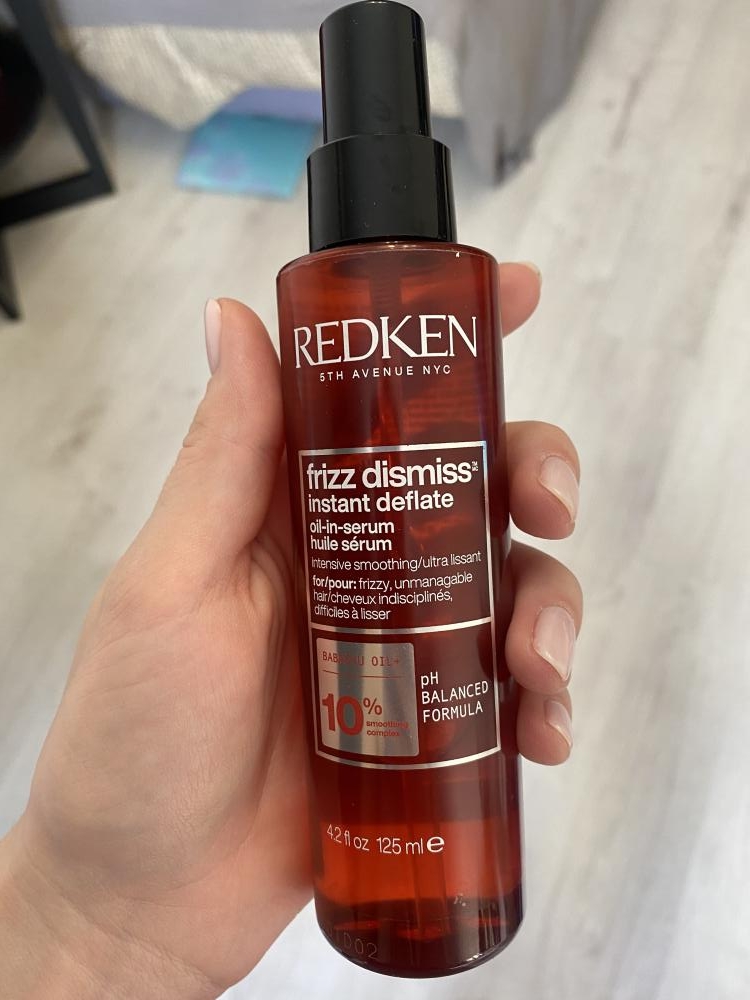 REDKEN
5TH AVENUE NYC
frizz dismiss™
instant deflate
oil-in-serum
huile sérum
intensive smoothing/ultra lissant
for/pour: frizzy, unmanagable
hair/cheveux indisciplinés,
difficiles à lisser
BABASSU OIL+
10%
smoothing
complex
pH
BALANCED
FORMULA
4.2 fl oz 125 ml e
D02